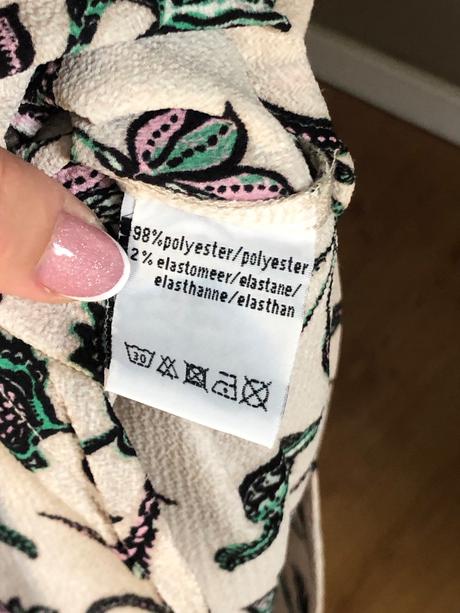 98%polyester/polyester
2% elastomeer/elastane/
elasthanne/elasthan
30